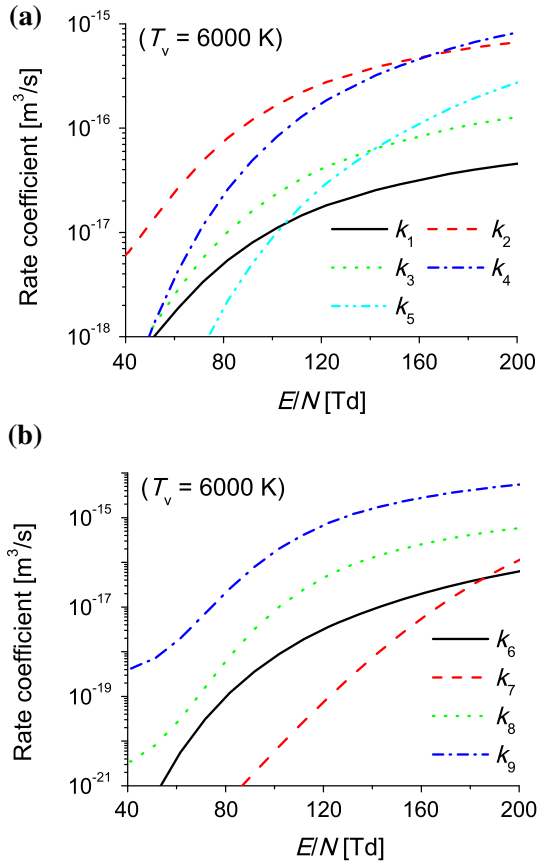 (a)
(T_v = 6000 K)
Rate coefficient [m³/s]
10⁻¹⁵
10⁻¹⁶
10⁻¹⁷
10⁻¹⁸
k₁ k₂
k₃ k₄
k₅
40 80 120 160 200
E/N [Td]
(b)
(T_v = 6000 K)
Rate coefficient [m³/s]
10⁻¹⁵
10⁻¹⁷
10⁻¹⁹
10⁻²¹
k₆
k₇
k₈
k₉
40 80 120 160 200
E/N [Td]